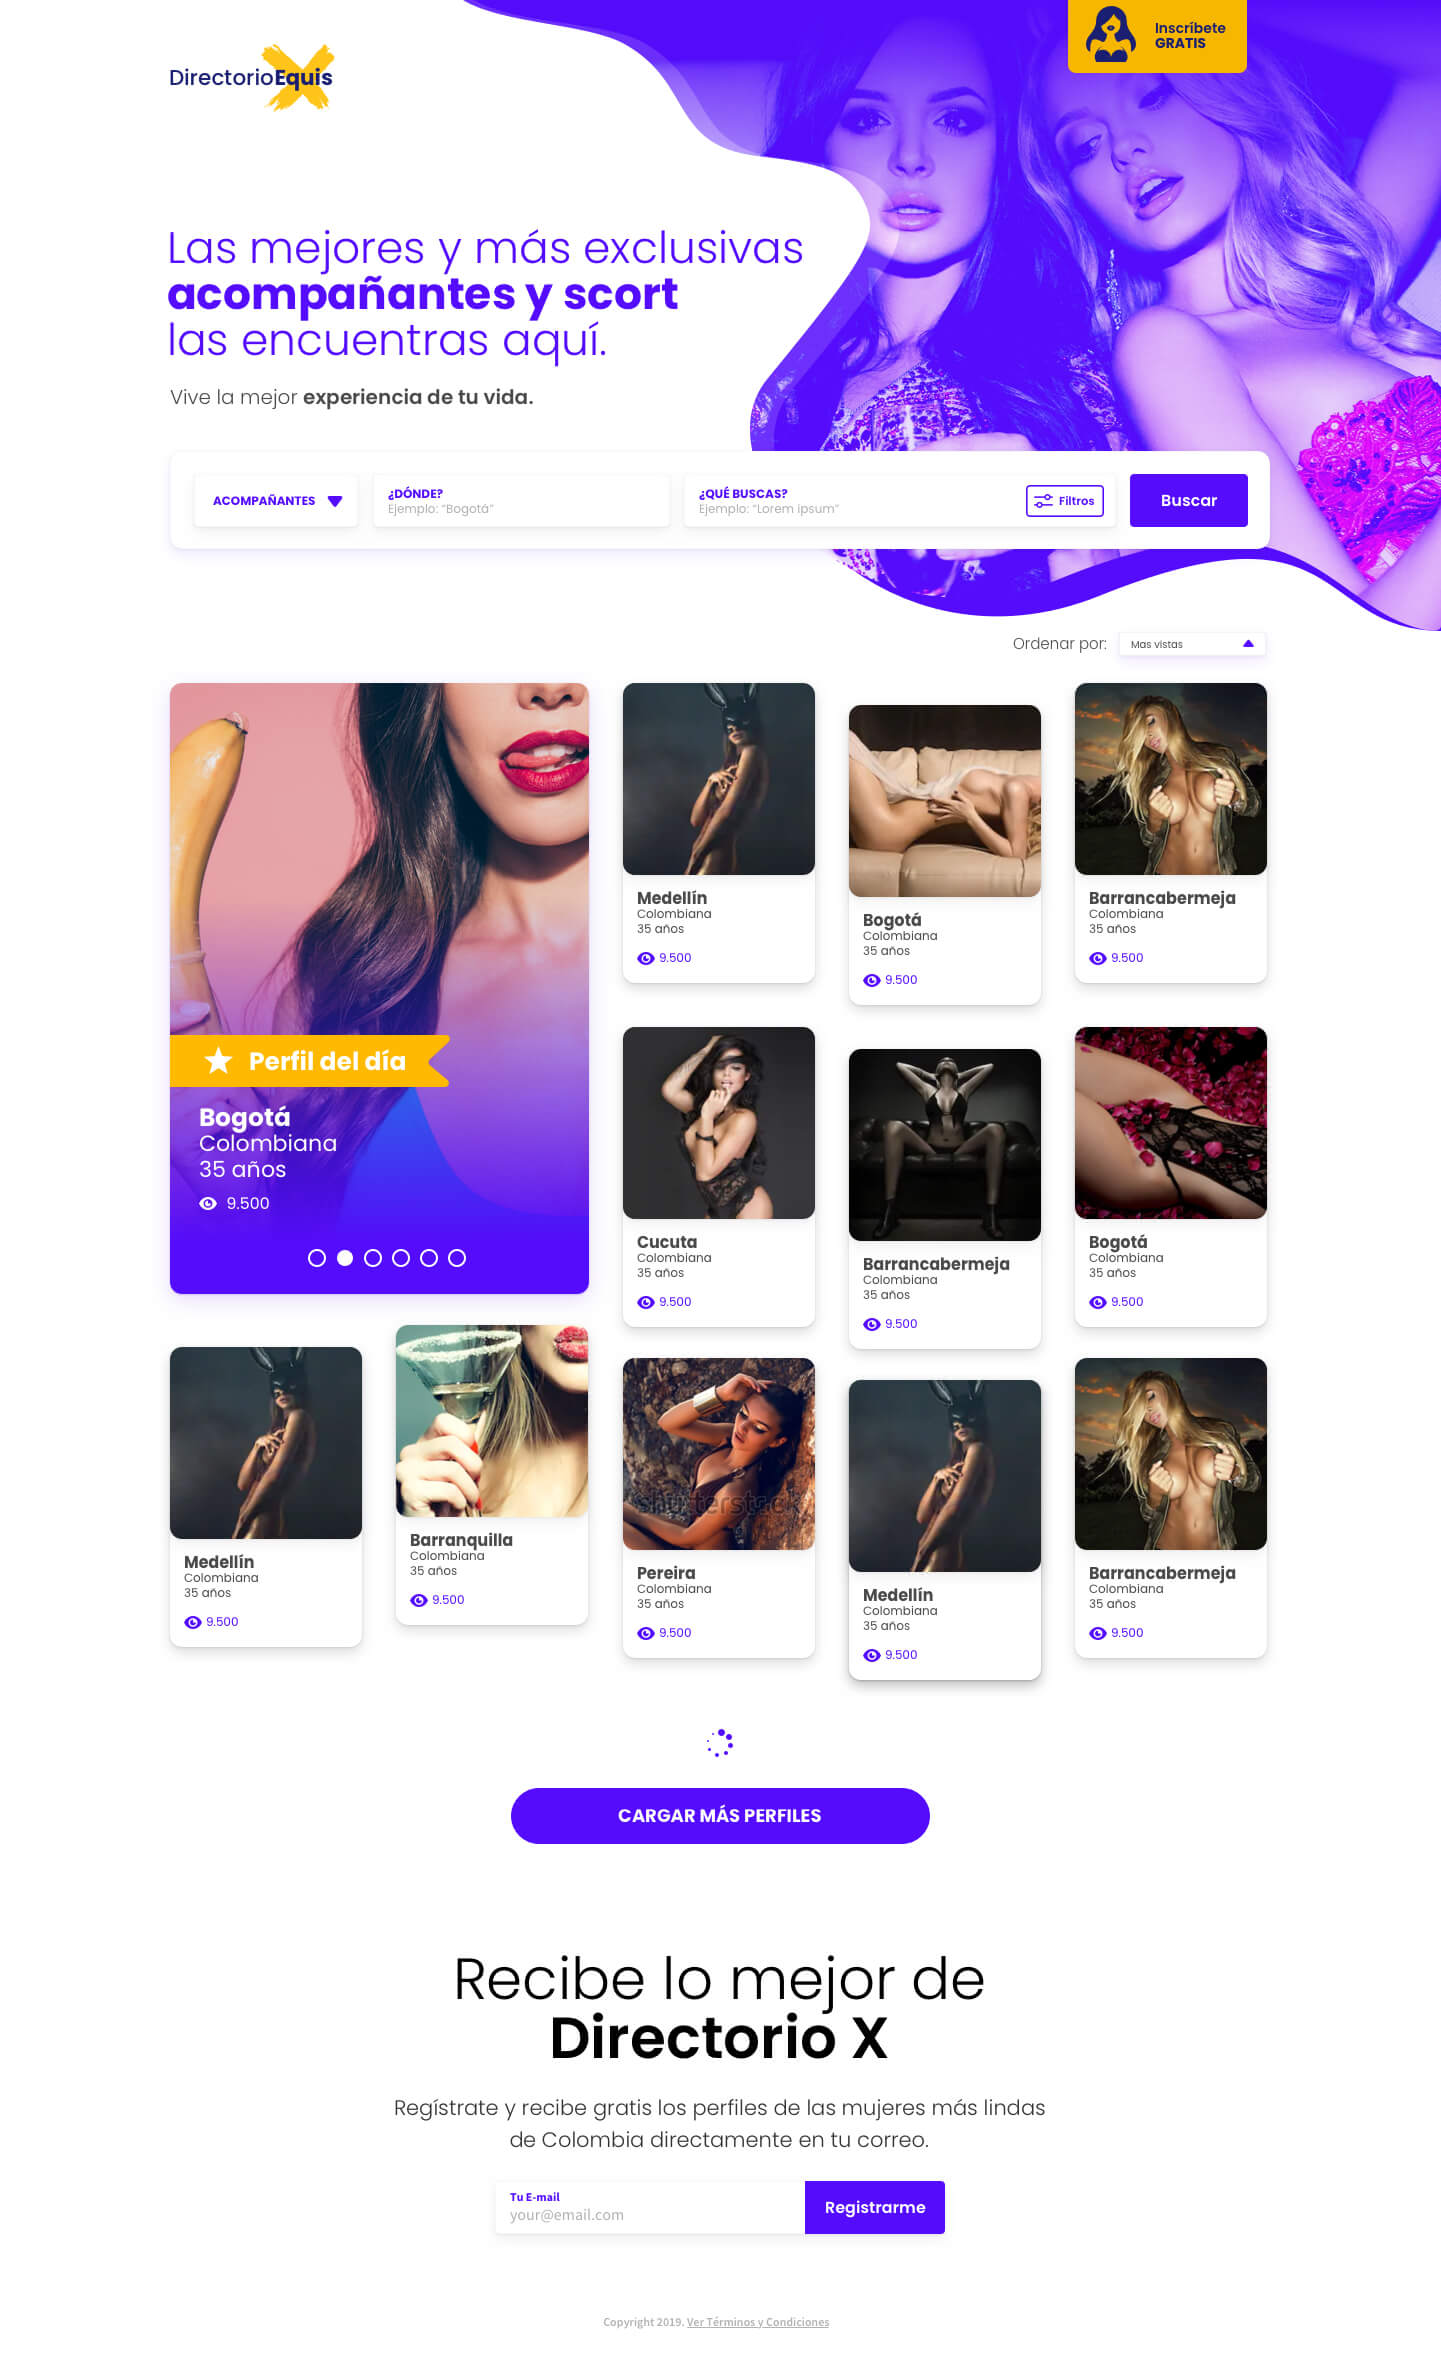 Inscríbete
GRATIS
DirectorioEquis
Las mejores y más exclusivas
acompañantes y scort
las encuentras aquí.
Vive la mejor experiencia de tu vida.
ACOMPAÑANTES
¿DÓNDE?
Ejemplo: "Bogotá"
¿QUÉ BUSCAS?
Ejemplo: "Lorem ipsum"
Filtros
Buscar
Ordenar por:
Mas vistas
Perfil del día
Bogotá
Colombiana
35 años
9.500
Medellín
Colombiana
35 años
9.500
Bogotá
Colombiana
35 años
9.500
Barrancabermeja
Colombiana
35 años
9.500
Cucuta
Colombiana
35 años
9.500
Barrancabermeja
Colombiana
35 años
9.500
Bogotá
Colombiana
35 años
9.500
Medellín
Colombiana
35 años
9.500
Barranquilla
Colombiana
35 años
9.500
shutterstock
Pereira
Colombiana
35 años
9.500
Medellín
Colombiana
35 años
9.500
Barrancabermeja
Colombiana
35 años
9.500
CARGAR MÁS PERFILES
Recibe lo mejor de
Directorio X
Regístrate y recibe gratis los perfiles de las mujeres más lindas
de Colombia directamente en tu correo.
Tu E-mail
your@email.com
Registrarme
Copyright 2019. Ver Términos y Condiciones